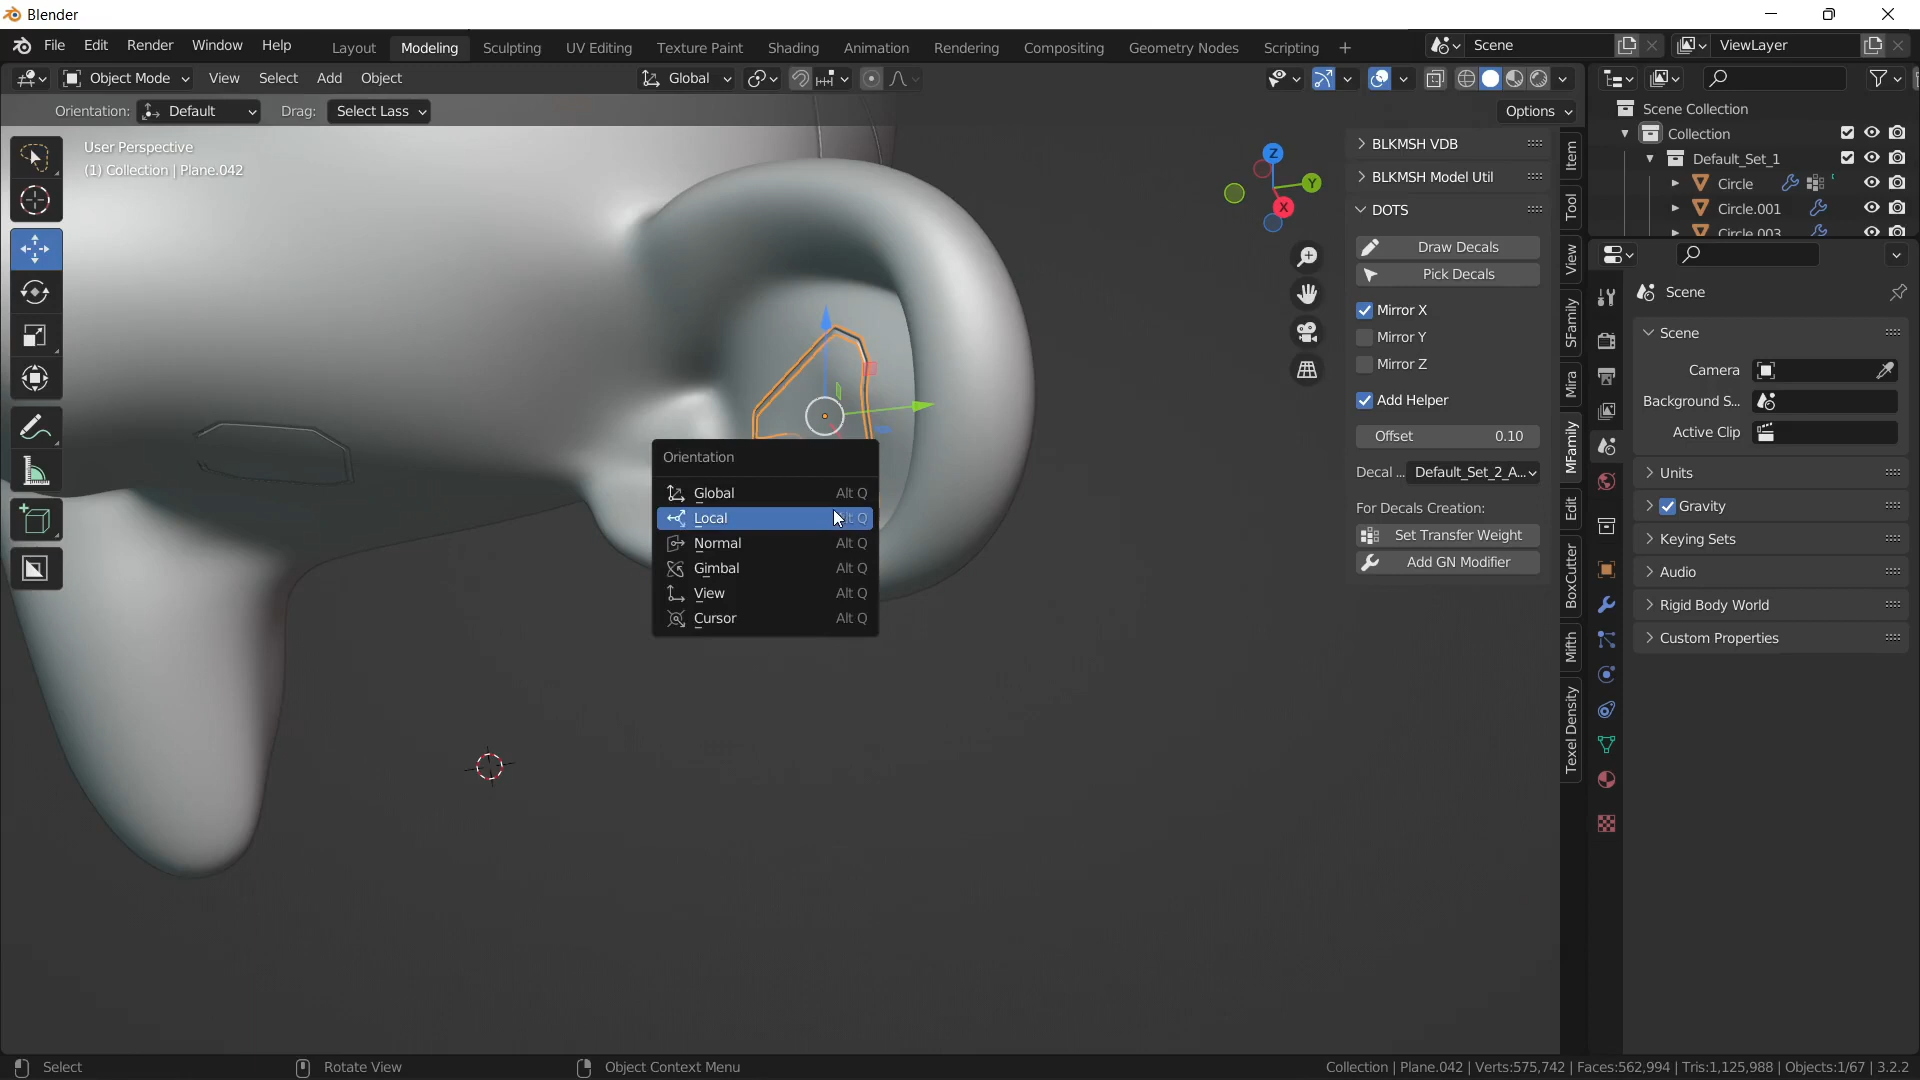 Blender
File Edit Render Window Help Layout Modeling Sculpting UV Editing Texture Paint Shading Animation Rendering Compositing Geometry Nodes Scripting + Scene ViewLayer
Object Mode View Select Add Object Global
Orientation: Default Drag: Select Lass Options
User Perspective
(1) Collection | Plane.042
Z
Y
X
BLKMSH VDB
BLKMSH Model Util
DOTS
Draw Decals
Pick Decals
Mirror X
Mirror Y
Mirror Z
Add Helper
Offset 0.10
Decal ... Default_Set_2_A...
For Decals Creation:
Set Transfer Weight
Add GN Modifier
Item
Tool
View
SFamily
Mira
MFamily
Edit
BoxCutter
Mifth
Texel Density
Orientation
Global Alt Q
Local Alt Q
Normal Alt Q
Gimbal Alt Q
View Alt Q
Cursor Alt Q
Scene Collection
Collection
Default_Set_1
Circle
Circle.001
Circle.003
Scene
Scene
Camera
Background S...
Active Clip
Units
Gravity
Keying Sets
Audio
Rigid Body World
Custom Properties
Select Rotate View Object Context Menu Collection | Plane.042 | Verts:575,742 | Faces:562,994 | Tris:1,125,988 | Objects:1/67 | 3.2.2